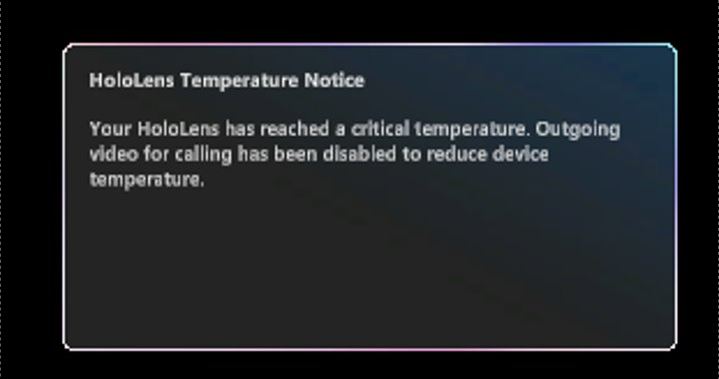 HoloLens Temperature Notice
Your HoloLens has reached a critical temperature. Outgoing
video for calling has been disabled to reduce device
temperature.